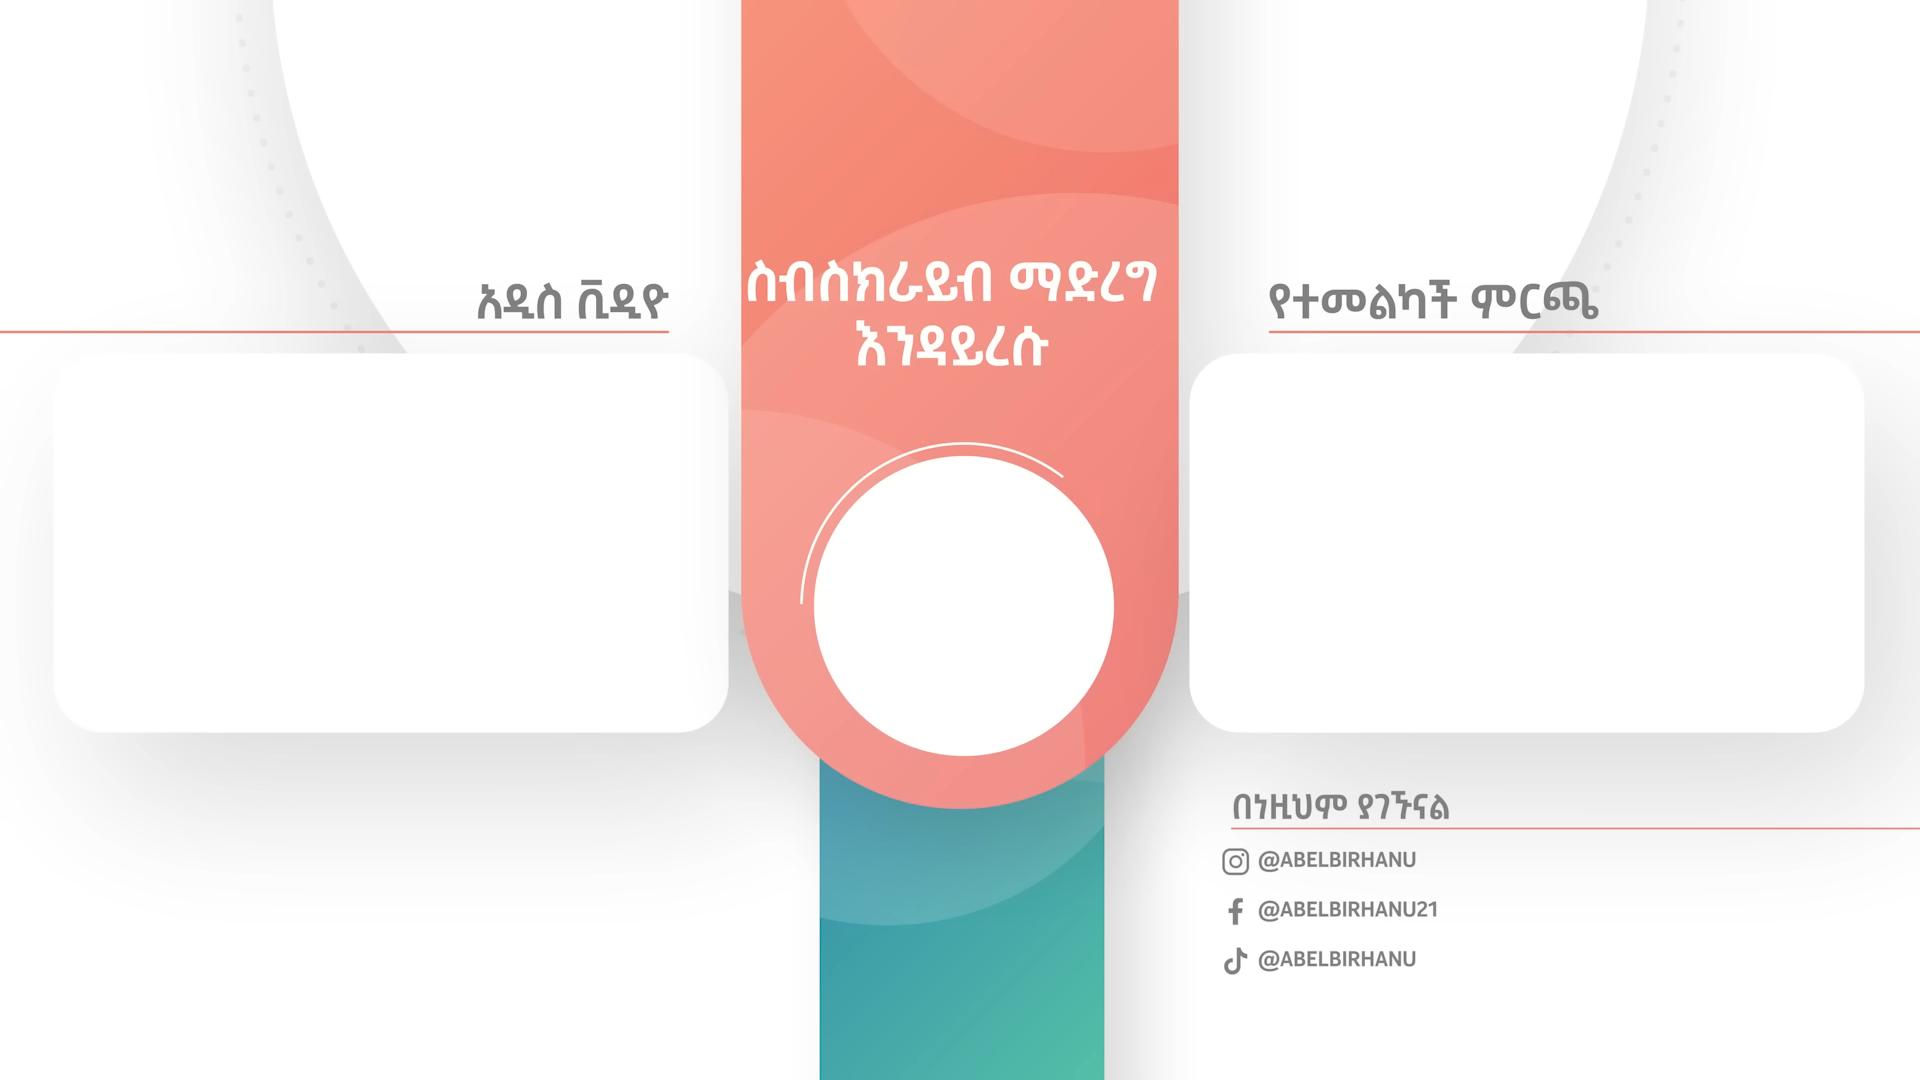 አዲስ ቪዲዮ
ስብስክራይብ ማድረግ
እንዳይረሱ
የተመልካች ምርጫ
በነዚህም ያገኙናል
@ABELBIRHANU
@ABELBIRHANU21
@ABELBIRHANU